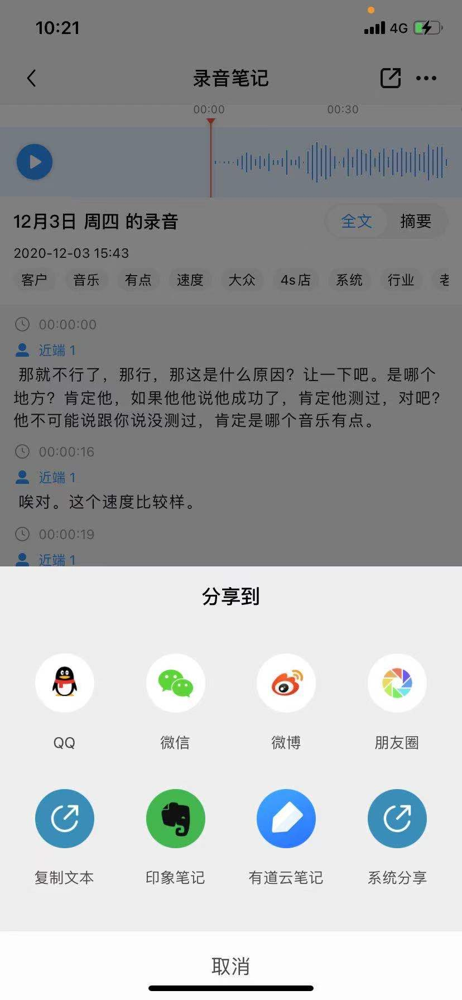 10:21
4G
录音笔记
00:00 00:30
12月3日 周四 的录音
全文 摘要
2020-12-03 15:43
客户 音乐 有点 速度 大众 4s店 系统 行业 老
00:00:00
近端 1
那就不行了，那行，那这是什么原因？让一下吧。是哪个
地方？肯定他，如果他他说他成功了，肯定他测过，对吧？
他不可能说跟你说没测过，肯定是哪个音乐有点。
00:00:16
近端 1
唉对。这个速度比较样。
00:00:19
近端 1
分享到
QQ 微信 微博 朋友圈
复制文本 印象笔记 有道云笔记 系统分享
取消